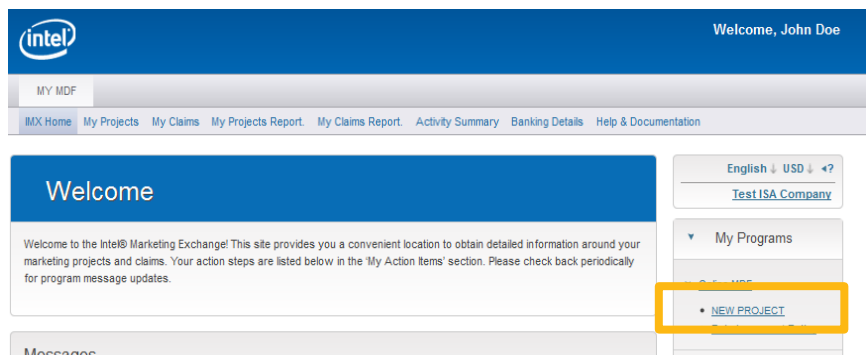 intel
Welcome, John Doe
MY MDF
IMX Home My Projects My Claims My Projects Report. My Claims Report. Activity Summary Banking Details Help & Documentation
English USD ?
Test ISA Company
Welcome
Welcome to the Intel® Marketing Exchange! This site provides you a convenient location to obtain detailed information around your
marketing projects and claims. Your action steps are listed below in the 'My Action Items' section. Please check back periodically
for program message updates.
My Programs
NEW PROJECT
Messages